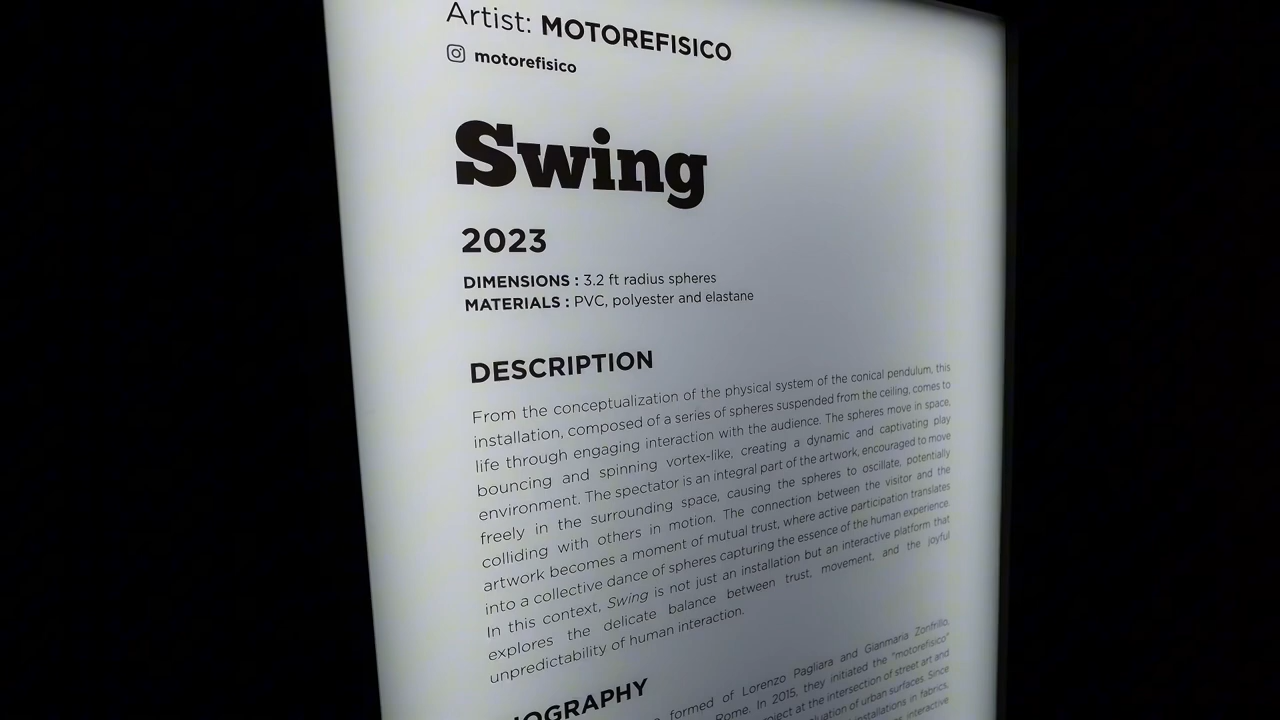 Artist: MOTOREFISICO
motorefisico
Swing
2023
DIMENSIONS : 3.2 ft radius spheres
MATERIALS : PVC, polyester and elastane
DESCRIPTION
From the conceptualization of the physical system of the conical pendulum, this
installation, composed of a series of spheres suspended from the ceiling, comes to
life through engaging interaction with the audience. The spheres move in space,
bouncing and spinning vortex-like, creating a dynamic and captivating play
environment. The spectator is an integral part of the artwork, encouraged to move
freely in the surrounding space, causing the spheres to oscillate, potentially
colliding with others in motion. The connection between the visitor and the
artwork becomes a moment of mutual trust, where active participation translates
into a collective dance of spheres capturing the essence of the human experience.
In this context, Swing is not just an installation but an interactive platform that
explores the delicate balance between trust, movement, and the joyful
unpredictability of human interaction.
OGRAPHY
formed of Lorenzo Pagliara and Gianmaria Zonfrillo,
Rome. In 2015, they initiated the "motorefisico"
at the intersection of street art and
of urban surfaces. Since
installations in fabrics,
interactive